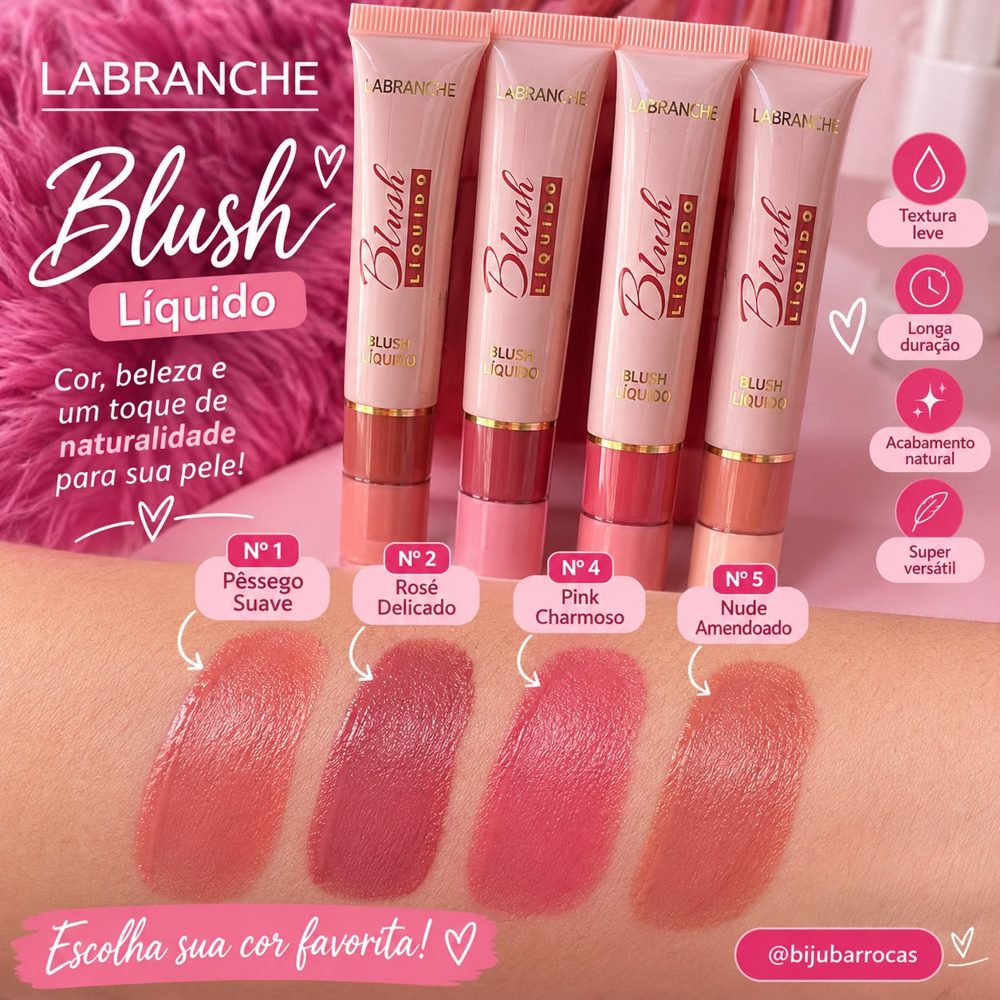 LABRANCHE
Blush
Líquido
Cor, beleza e
um toque de
naturalidade
para sua pele!
LABRANCHE
Blush
LÍQUIDO
BLUSH
LÍQUIDO
LABRANCHE
Blush
LÍQUIDO
BLUSH
LÍQUIDO
LABRANCHE
Blush
LÍQUIDO
BLUSH
LÍQUIDO
LABRANCHE
Blush
LÍQUIDO
BLUSH
LÍQUIDO
Textura
leve
Longa
duração
Acabamento
natural
Super
versátil
Nº 1
Pêssego
Suave
Nº 2
Rosé
Delicado
Nº 4
Pink
Charmoso
Nº 5
Nude
Amendoado
Escolha sua cor favorita!
@bijubarrocas